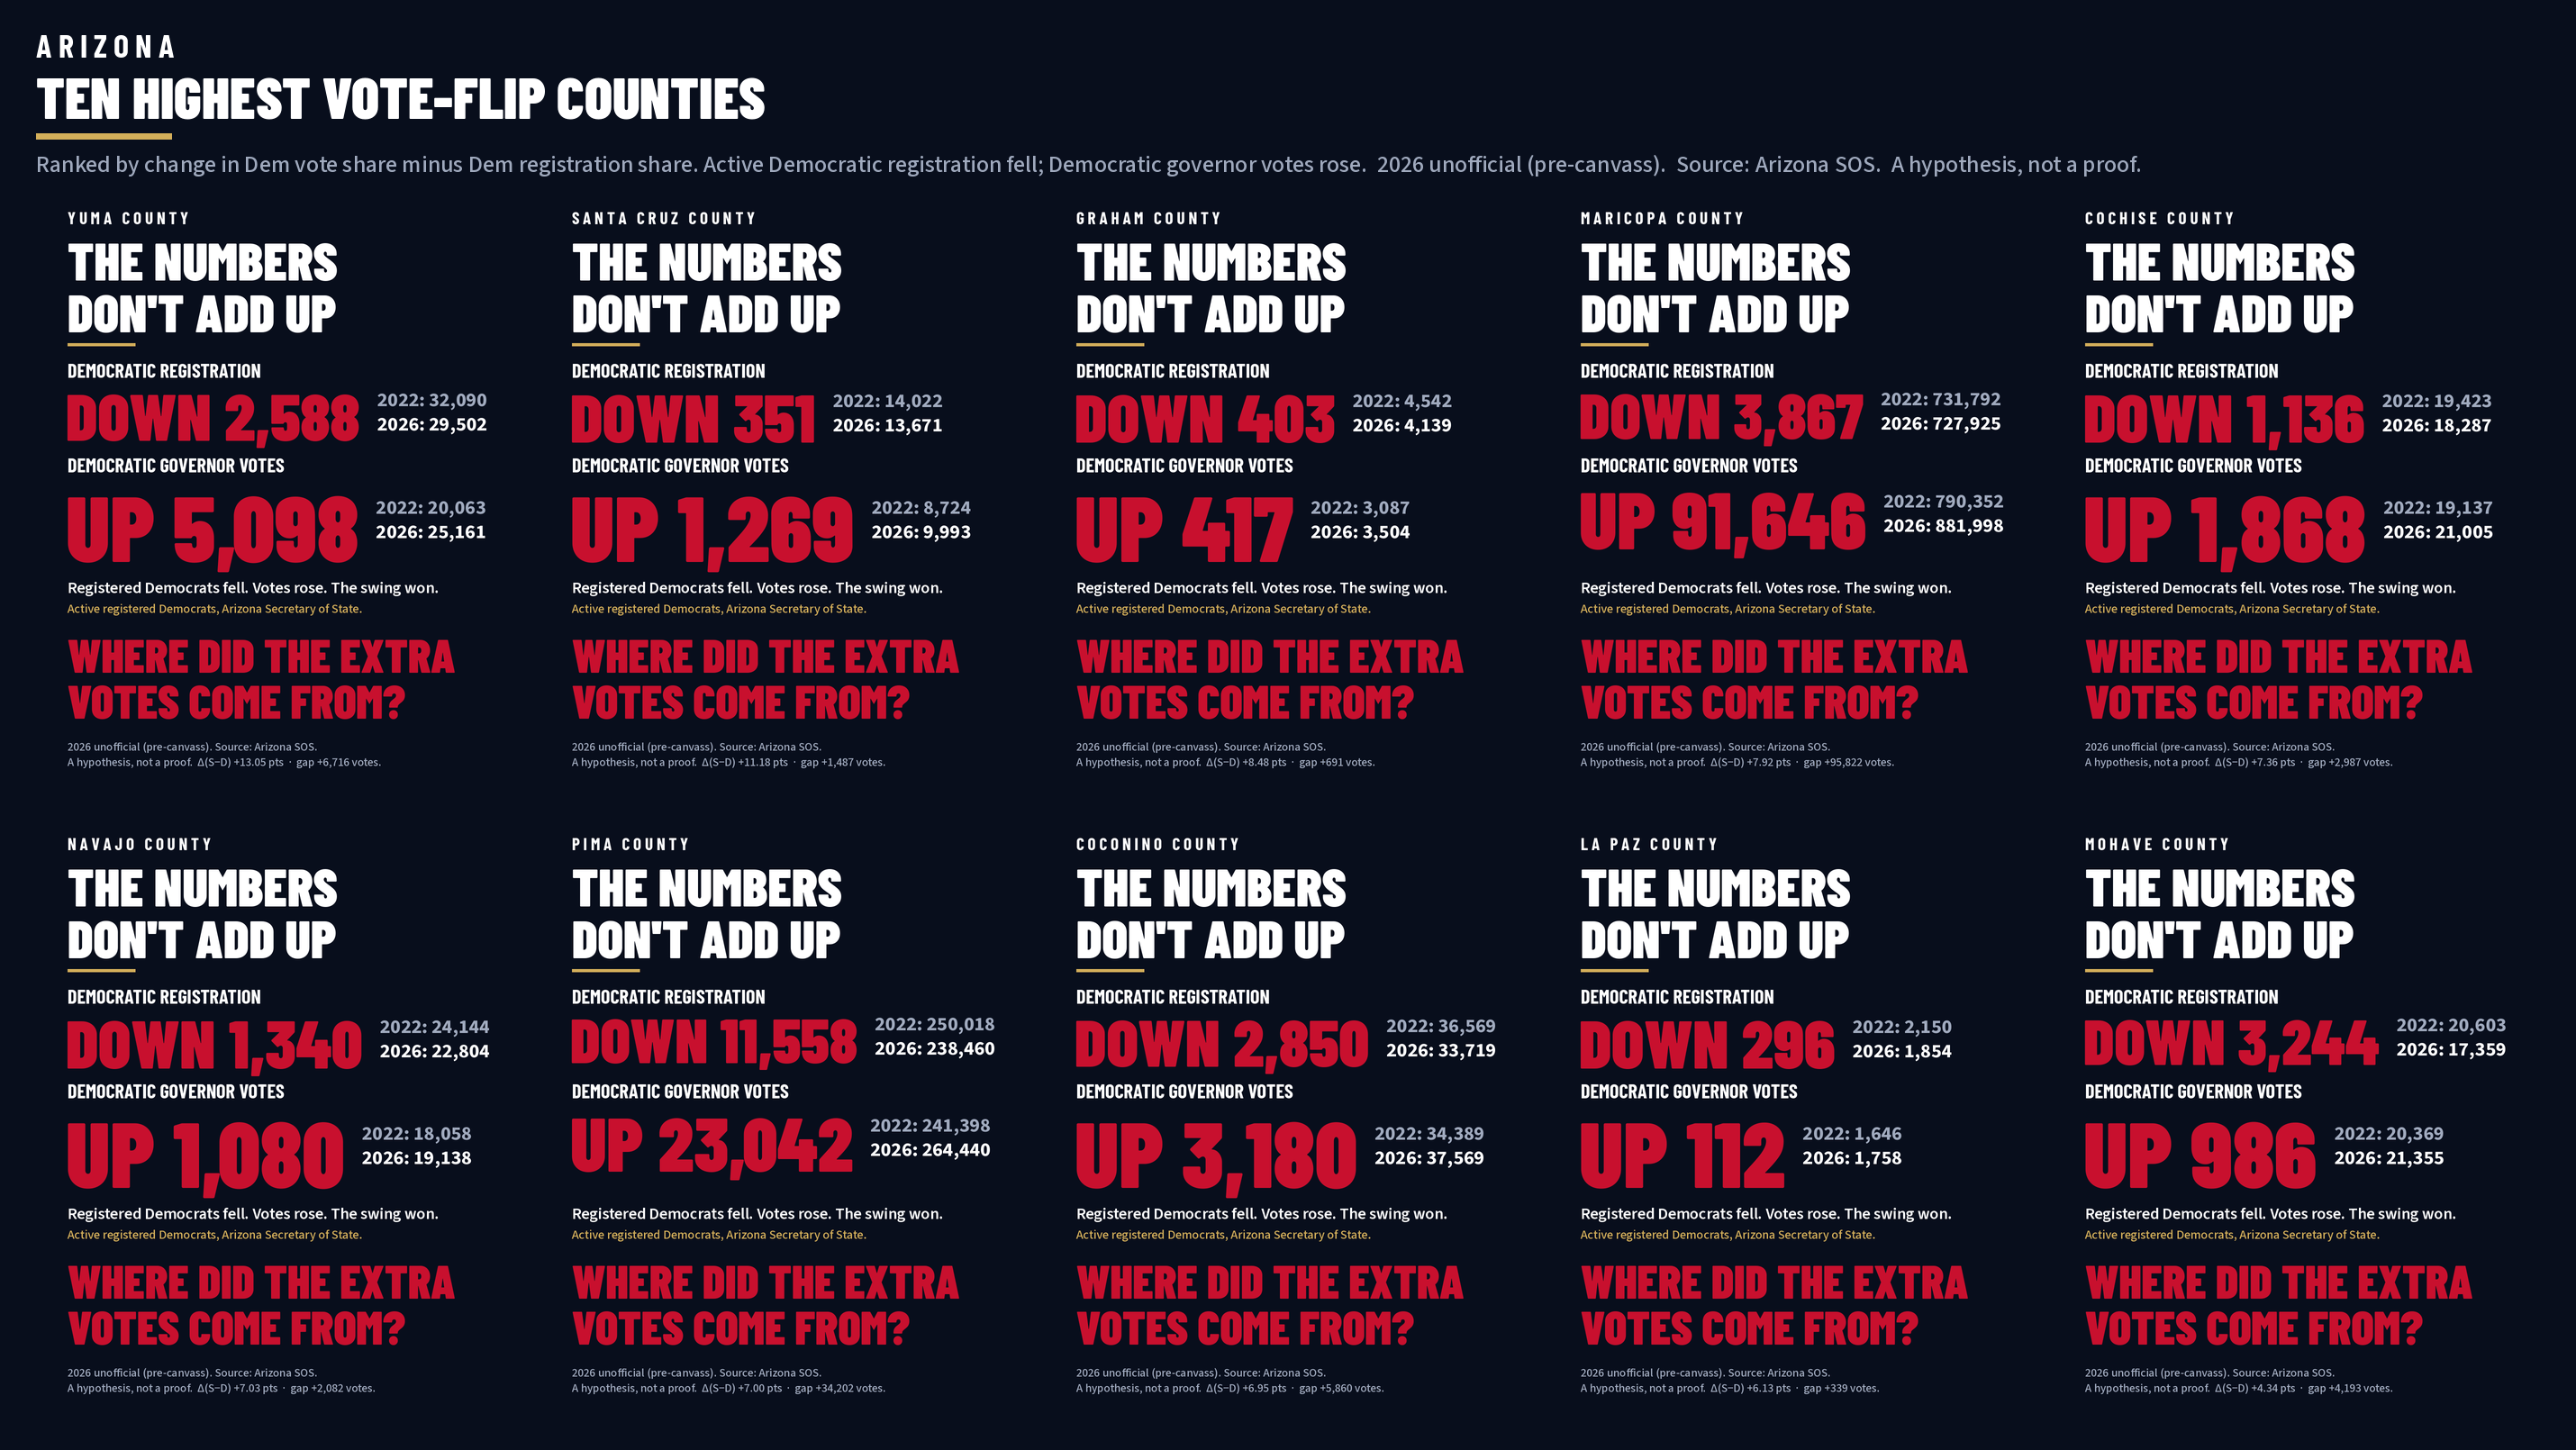 ARIZONA
TEN HIGHEST VOTE-FLIP COUNTIES
Ranked by change in Dem vote share minus Dem registration share. Active Democratic registration fell; Democratic governor votes rose. 2026 unofficial (pre-canvass). Source: Arizona SOS. A hypothesis, not a proof.
YUMA COUNTY
THE NUMBERS
DON'T ADD UP
DEMOCRATIC REGISTRATION
DOWN 2,588
2022: 32,090
2026: 29,502
DEMOCRATIC GOVERNOR VOTES
UP 5,098
2022: 20,063
2026: 25,161
Registered Democrats fell. Votes rose. The swing won.
Active registered Democrats, Arizona Secretary of State.
WHERE DID THE EXTRA
VOTES COME FROM?
2026 unofficial (pre-canvass). Source: Arizona SOS.
A hypothesis, not a proof. Δ(S−D) +13.05 pts · gap +6,716 votes.
SANTA CRUZ COUNTY
THE NUMBERS
DON'T ADD UP
DEMOCRATIC REGISTRATION
DOWN 351
2022: 14,022
2026: 13,671
DEMOCRATIC GOVERNOR VOTES
UP 1,269
2022: 8,724
2026: 9,993
Registered Democrats fell. Votes rose. The swing won.
Active registered Democrats, Arizona Secretary of State.
WHERE DID THE EXTRA
VOTES COME FROM?
2026 unofficial (pre-canvass). Source: Arizona SOS.
A hypothesis, not a proof. Δ(S−D) +11.18 pts · gap +1,487 votes.
GRAHAM COUNTY
THE NUMBERS
DON'T ADD UP
DEMOCRATIC REGISTRATION
DOWN 403
2022: 4,542
2026: 4,139
DEMOCRATIC GOVERNOR VOTES
UP 417
2022: 3,087
2026: 3,504
Registered Democrats fell. Votes rose. The swing won.
Active registered Democrats, Arizona Secretary of State.
WHERE DID THE EXTRA
VOTES COME FROM?
2026 unofficial (pre-canvass). Source: Arizona SOS.
A hypothesis, not a proof. Δ(S−D) +8.48 pts · gap +691 votes.
MARICOPA COUNTY
THE NUMBERS
DON'T ADD UP
DEMOCRATIC REGISTRATION
DOWN 3,867
2022: 731,792
2026: 727,925
DEMOCRATIC GOVERNOR VOTES
UP 91,646
2022: 790,352
2026: 881,998
Registered Democrats fell. Votes rose. The swing won.
Active registered Democrats, Arizona Secretary of State.
WHERE DID THE EXTRA
VOTES COME FROM?
2026 unofficial (pre-canvass). Source: Arizona SOS.
A hypothesis, not a proof. Δ(S−D) +7.92 pts · gap +95,822 votes.
COCHISE COUNTY
THE NUMBERS
DON'T ADD UP
DEMOCRATIC REGISTRATION
DOWN 1,136
2022: 19,423
2026: 18,287
DEMOCRATIC GOVERNOR VOTES
UP 1,868
2022: 19,137
2026: 21,005
Registered Democrats fell. Votes rose. The swing won.
Active registered Democrats, Arizona Secretary of State.
WHERE DID THE EXTRA
VOTES COME FROM?
2026 unofficial (pre-canvass). Source: Arizona SOS.
A hypothesis, not a proof. Δ(S−D) +7.36 pts · gap +2,987 votes.
NAVAJO COUNTY
THE NUMBERS
DON'T ADD UP
DEMOCRATIC REGISTRATION
DOWN 1,340
2022: 24,144
2026: 22,804
DEMOCRATIC GOVERNOR VOTES
UP 1,080
2022: 18,058
2026: 19,138
Registered Democrats fell. Votes rose. The swing won.
Active registered Democrats, Arizona Secretary of State.
WHERE DID THE EXTRA
VOTES COME FROM?
2026 unofficial (pre-canvass). Source: Arizona SOS.
A hypothesis, not a proof. Δ(S−D) +7.03 pts · gap +2,082 votes.
PIMA COUNTY
THE NUMBERS
DON'T ADD UP
DEMOCRATIC REGISTRATION
DOWN 11,558
2022: 250,018
2026: 238,460
DEMOCRATIC GOVERNOR VOTES
UP 23,042
2022: 241,398
2026: 264,440
Registered Democrats fell. Votes rose. The swing won.
Active registered Democrats, Arizona Secretary of State.
WHERE DID THE EXTRA
VOTES COME FROM?
2026 unofficial (pre-canvass). Source: Arizona SOS.
A hypothesis, not a proof. Δ(S−D) +7.00 pts · gap +34,202 votes.
COCONINO COUNTY
THE NUMBERS
DON'T ADD UP
DEMOCRATIC REGISTRATION
DOWN 2,850
2022: 36,569
2026: 33,719
DEMOCRATIC GOVERNOR VOTES
UP 3,180
2022: 34,389
2026: 37,569
Registered Democrats fell. Votes rose. The swing won.
Active registered Democrats, Arizona Secretary of State.
WHERE DID THE EXTRA
VOTES COME FROM?
2026 unofficial (pre-canvass). Source: Arizona SOS.
A hypothesis, not a proof. Δ(S−D) +6.95 pts · gap +5,860 votes.
LA PAZ COUNTY
THE NUMBERS
DON'T ADD UP
DEMOCRATIC REGISTRATION
DOWN 296
2022: 2,150
2026: 1,854
DEMOCRATIC GOVERNOR VOTES
UP 112
2022: 1,646
2026: 1,758
Registered Democrats fell. Votes rose. The swing won.
Active registered Democrats, Arizona Secretary of State.
WHERE DID THE EXTRA
VOTES COME FROM?
2026 unofficial (pre-canvass). Source: Arizona SOS.
A hypothesis, not a proof. Δ(S−D) +6.13 pts · gap +339 votes.
MOHAVE COUNTY
THE NUMBERS
DON'T ADD UP
DEMOCRATIC REGISTRATION
DOWN 3,244
2022: 20,603
2026: 17,359
DEMOCRATIC GOVERNOR VOTES
UP 986
2022: 20,369
2026: 21,355
Registered Democrats fell. Votes rose. The swing won.
Active registered Democrats, Arizona Secretary of State.
WHERE DID THE EXTRA
VOTES COME FROM?
2026 unofficial (pre-canvass). Source: Arizona SOS.
A hypothesis, not a proof. Δ(S−D) +4.34 pts · gap +4,193 votes.